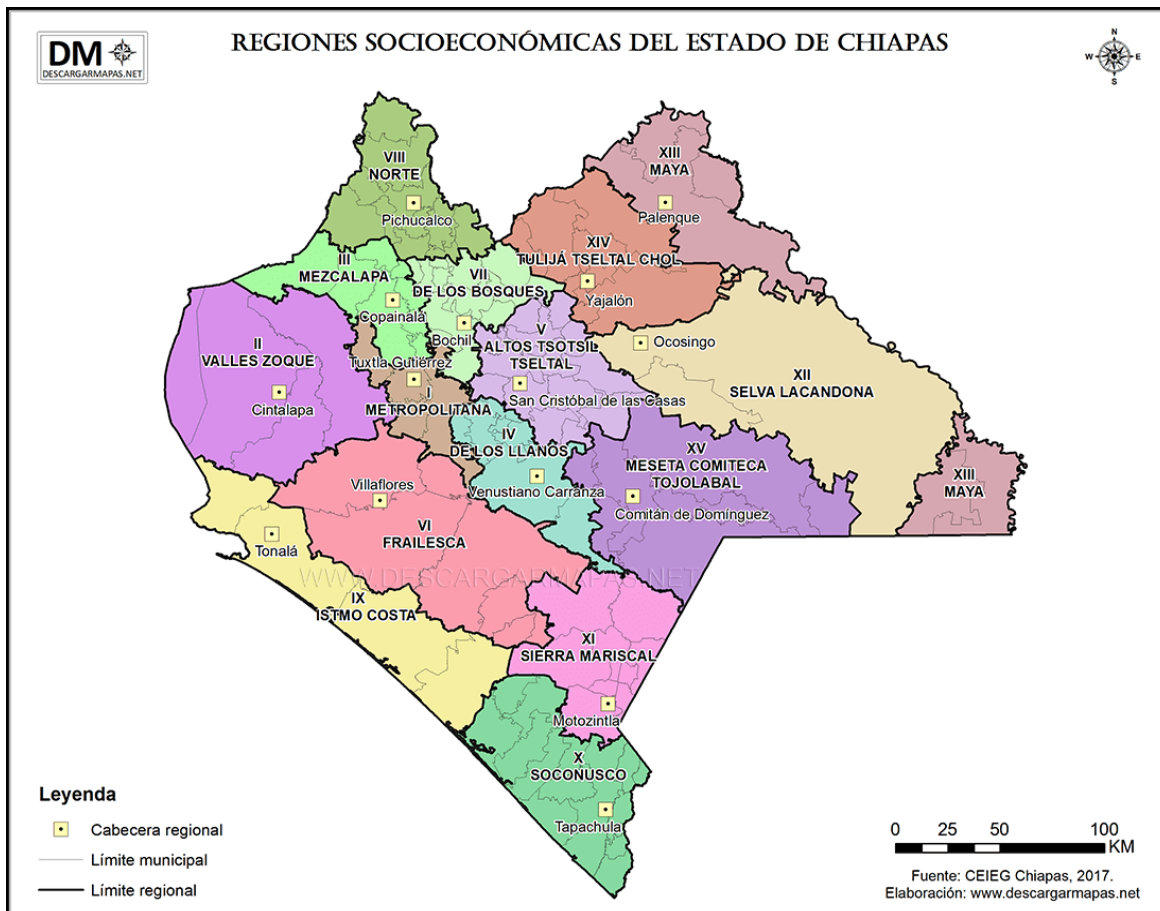 DM
DESCARGARMAPAS.NET
REGIONES SOCIOECONÓMICAS DEL ESTADO DE CHIAPAS
N
W E
S
VIII
NORTE
Pichucalco
XIII
MAYA
Palenque
XIV
TULIJÁ TSELTAL CHOL
Yajalón
III
MEZCALAPA
Copainalá
VII
DE LOS BOSQUES
Bochil
II
VALLES ZOQUE
Cintalapa
Tuxtla Gutiérrez
I
METROPOLITANA
V
ALTOS TSOTSIL
TSELTAL
San Cristóbal de las Casas
Ocosingo
XII
SELVA LACANDONA
IV
DE LOS LLANOS
Venustiano Carranza
XV
MESETA COMITECA
TOJOLABAL
Comitán de Domínguez
XIII
MAYA
Villaflores
VI
FRAILESCA
Tonalá
WWW.DESCARGARMAPAS.NET
IX
ISTMO COSTA
XI
SIERRA MARISCAL
Motozintla
X
SOCONUSCO
Tapachula
Leyenda
Cabecera regional
Límite municipal
Límite regional
0 25 50 100
KM
Fuente: CEIEG Chiapas, 2017.
Elaboración: www.descargarmapas.net